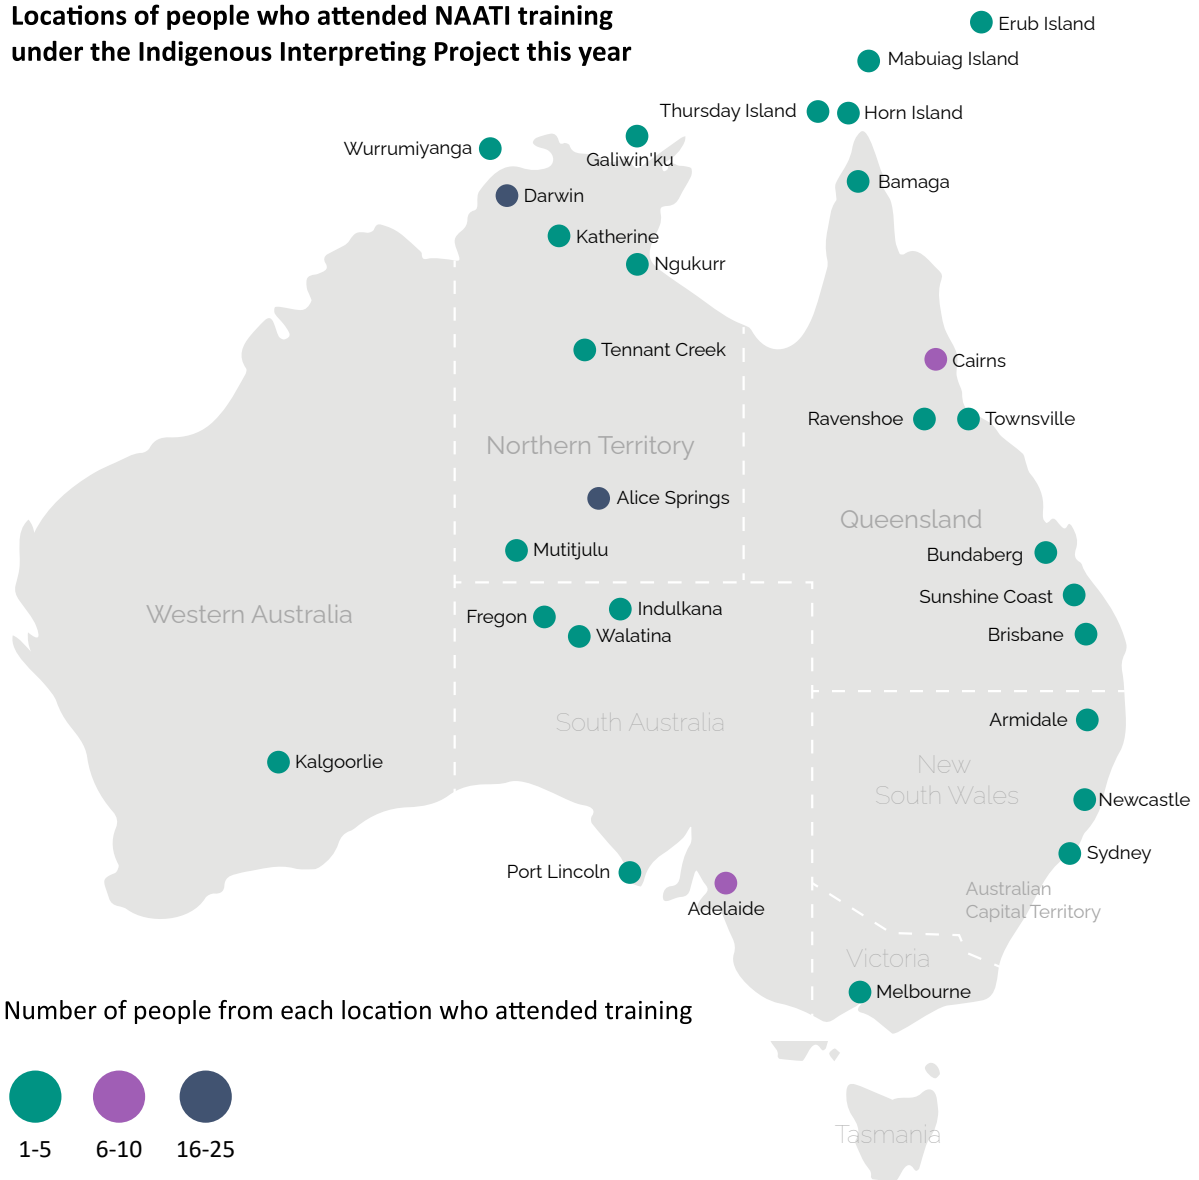 Locations of people who attended NAATI training
under the Indigenous Interpreting Project this year
Erub Island
Mabuiag Island
Thursday Island
Horn Island
Wurrumiyanga
Galiwin'ku
Bamaga
Darwin
Katherine
Ngukurr
Tennant Creek
Cairns
Ravenshoe
Townsville
Northern Territory
Alice Springs
Queensland
Mutitjulu
Bundaberg
Sunshine Coast
Western Australia
Fregon
Indulkana
Walatina
Brisbane
South Australia
Armidale
Kalgoorlie
New
South Wales
Newcastle
Sydney
Port Lincoln
Adelaide
Australian
Capital Territory
Victoria
Melbourne
Number of people from each location who attended training
1-5
6-10
16-25
Tasmania